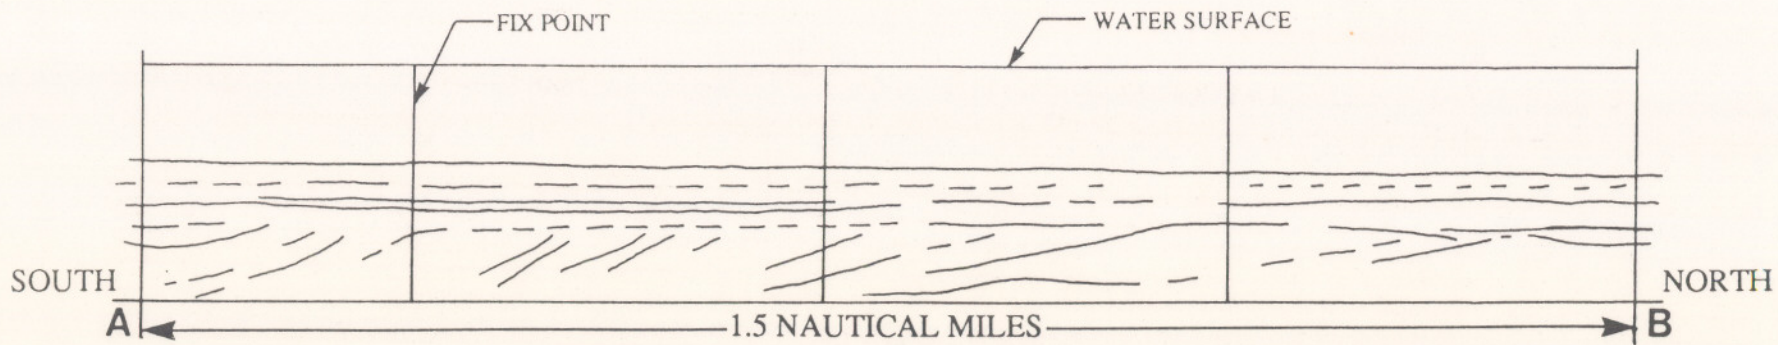 FIX POINT
WATER SURFACE
SOUTH
NORTH
A
1.5 NAUTICAL MILES
B